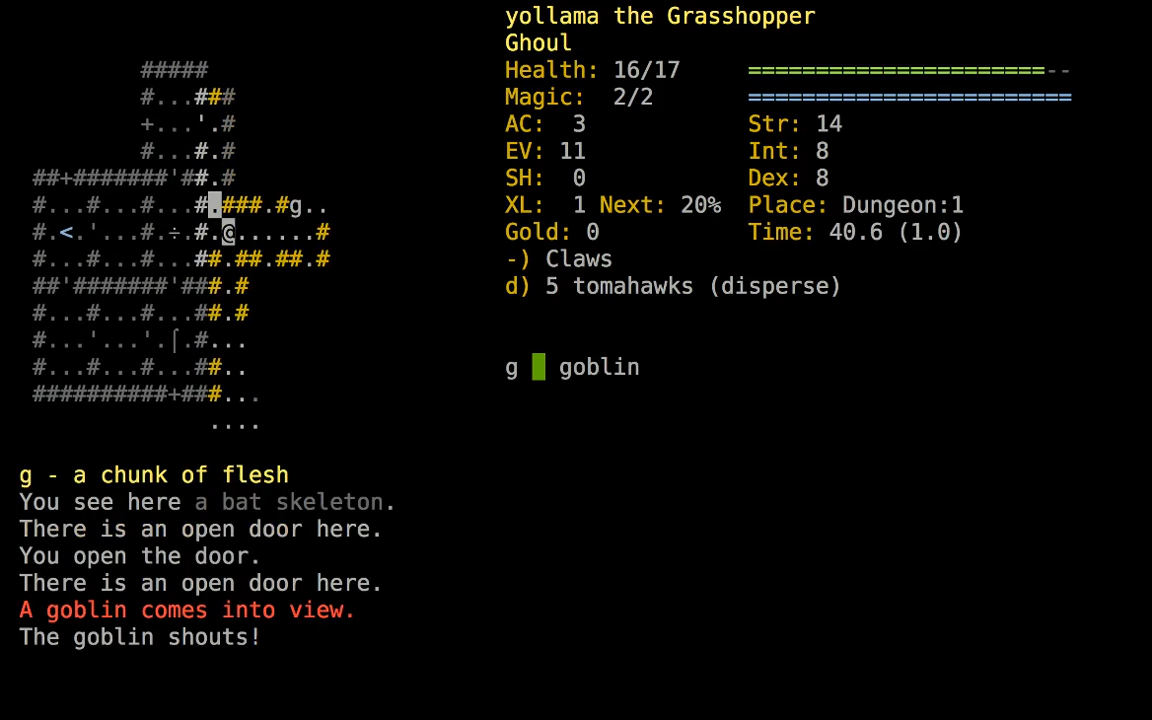 yollama the Grasshopper
Ghoul
##### Health: 16/17 ======================--
#...### Magic: 2/2 ========================
+...'.# AC: 3 Str: 14
#...#.# EV: 11 Int: 8
##+#######'##.# SH: 0 Dex: 8
#...#...#...#.###.#g.. XL: 1 Next: 20% Place: Dungeon:1
#.<.'...#.÷.#.@......# Gold: 0 Time: 40.6 (1.0)
#...#...#...##.##.##.# -) Claws
##'#######'###.# d) 5 tomahawks (disperse)
#...#...#...##.#
#...'...'.⌠.#...
#...#...#...##.. g goblin
##########+###...
....
g - a chunk of flesh
You see here a bat skeleton.
There is an open door here.
You open the door.
There is an open door here.
A goblin comes into view.
The goblin shouts!